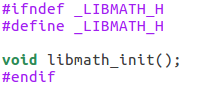 #ifndef _LIBMATH_H
#define _LIBMATH_H
void libmath_init();
#endif